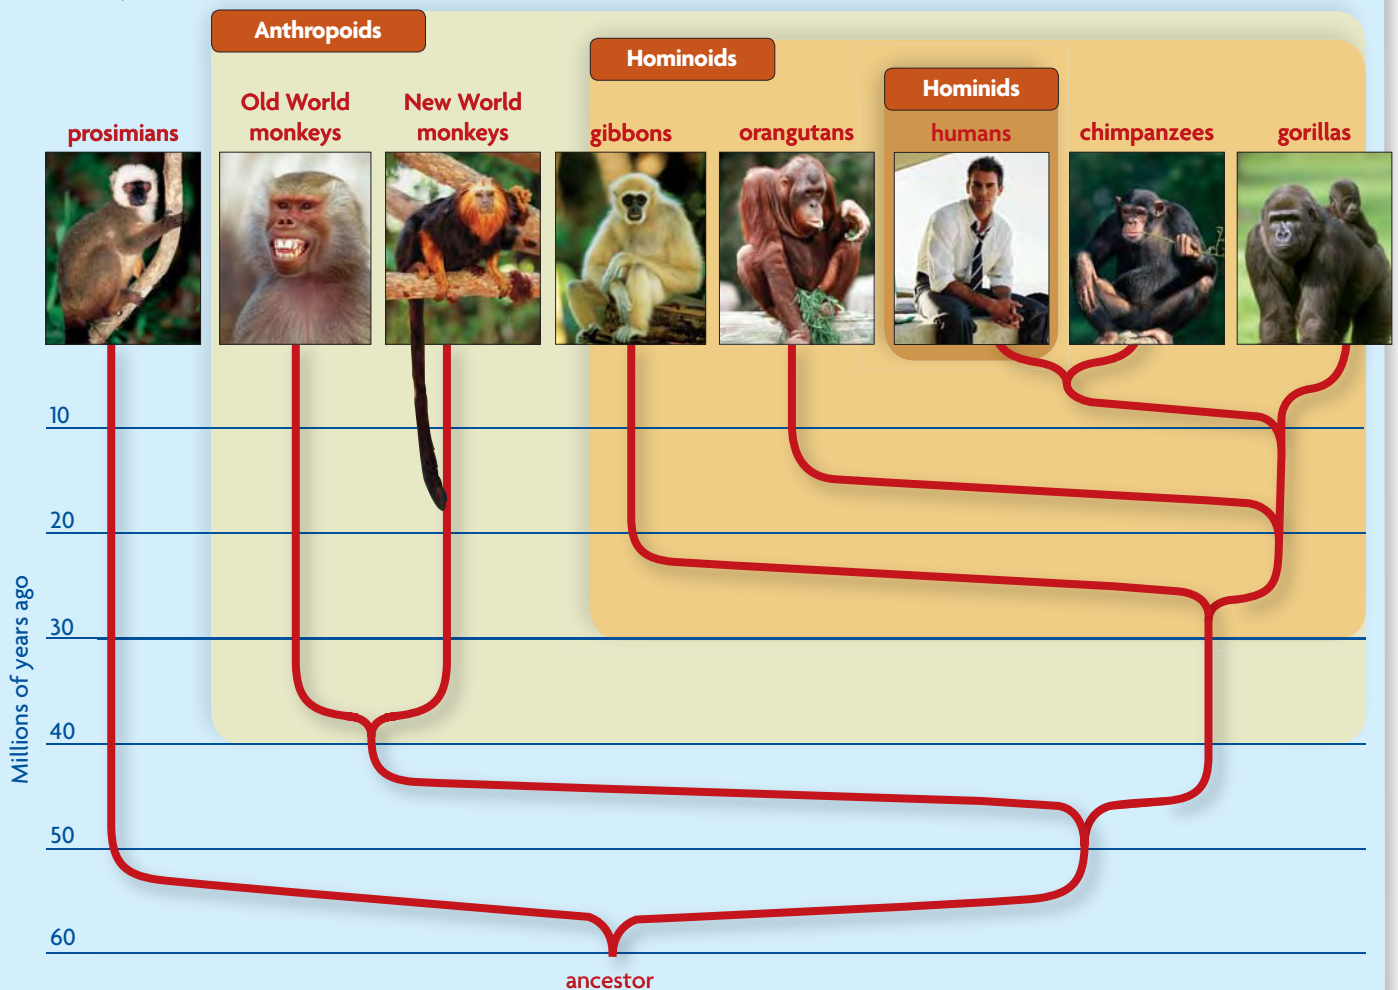 Anthropoids
Hominoids
Hominids
Old World
monkeys
New World
monkeys
prosimians
gibbons
orangutans
humans
chimpanzees
gorillas
10
20
30
40
50
60
Millions of years ago
ancestor